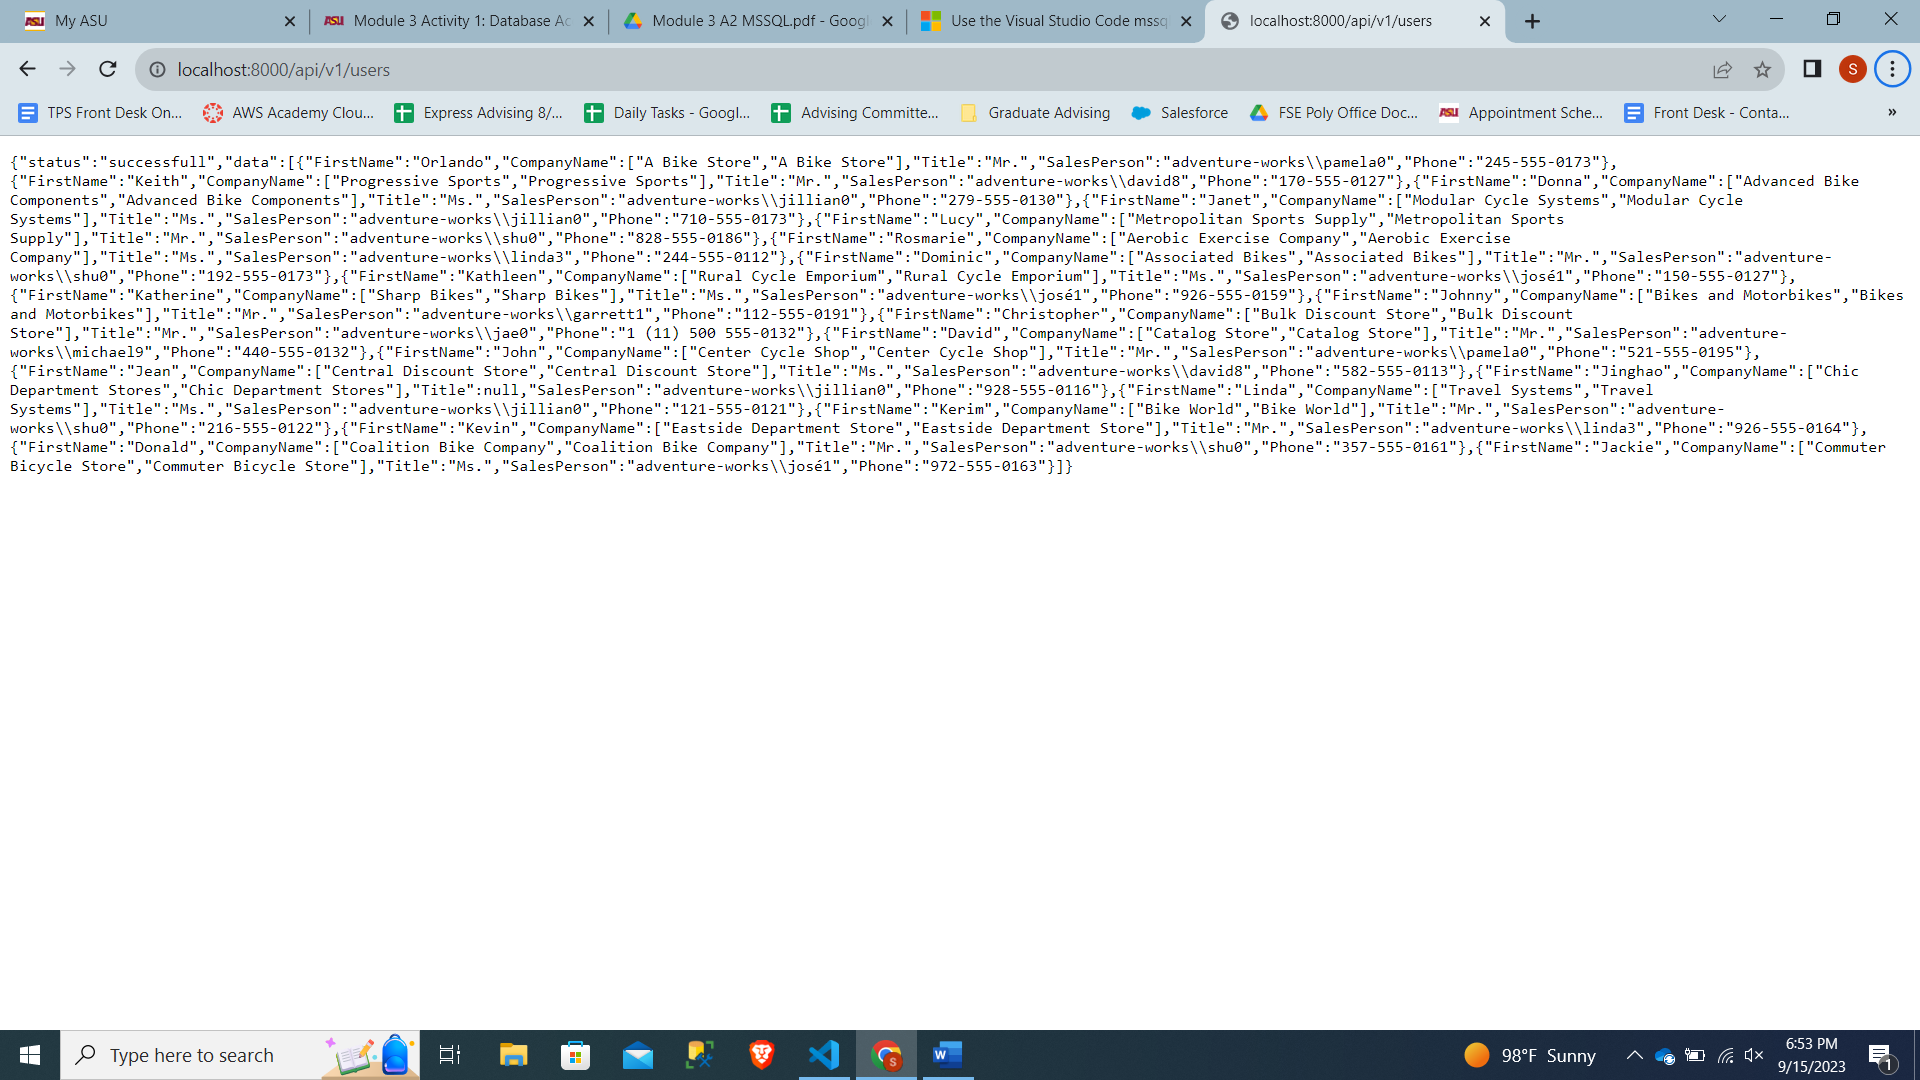 My ASU
Module 3 Activity 1: Database Ac
Module 3 A2 MSSQL.pdf - Googl
Use the Visual Studio Code mssq
localhost:8000/api/v1/users
localhost:8000/api/v1/users
S
TPS Front Desk On...
AWS Academy Clou...
Express Advising 8/...
Daily Tasks - Googl...
Advising Committe...
Graduate Advising
Salesforce
FSE Poly Office Doc...
ASU Appointment Sche...
Front Desk - Conta...
»
{"status":"successfull","data":[{"FirstName":"Orlando","CompanyName":["A Bike Store","A Bike Store"],"Title":"Mr.","SalesPerson":"adventure-works\\pamela0","Phone":"245-555-0173"},
{"FirstName":"Keith","CompanyName":["Progressive Sports","Progressive Sports"],"Title":"Mr.","SalesPerson":"adventure-works\\david8","Phone":"170-555-0127"},{"FirstName":"Donna","CompanyName":["Advanced Bike
Components","Advanced Bike Components"],"Title":"Ms.","SalesPerson":"adventure-works\\jillian0","Phone":"279-555-0130"},{"FirstName":"Janet","CompanyName":["Modular Cycle Systems","Modular Cycle
Systems"],"Title":"Ms.","SalesPerson":"adventure-works\\jillian0","Phone":"710-555-0173"},{"FirstName":"Lucy","CompanyName":["Metropolitan Sports Supply","Metropolitan Sports
Supply"],"Title":"Mr.","SalesPerson":"adventure-works\\shu0","Phone":"828-555-0186"},{"FirstName":"Rosmarie","CompanyName":["Aerobic Exercise Company","Aerobic Exercise
Company"],"Title":"Ms.","SalesPerson":"adventure-works\\linda3","Phone":"244-555-0112"},{"FirstName":"Dominic","CompanyName":["Associated Bikes","Associated Bikes"],"Title":"Mr.","SalesPerson":"adventure-
works\\shu0","Phone":"192-555-0173"},{"FirstName":"Kathleen","CompanyName":["Rural Cycle Emporium","Rural Cycle Emporium"],"Title":"Ms.","SalesPerson":"adventure-works\\josé1","Phone":"150-555-0127"},
{"FirstName":"Katherine","CompanyName":["Sharp Bikes","Sharp Bikes"],"Title":"Ms.","SalesPerson":"adventure-works\\josé1","Phone":"926-555-0159"},{"FirstName":"Johnny","CompanyName":["Bikes and Motorbikes","Bikes
and Motorbikes"],"Title":"Mr.","SalesPerson":"adventure-works\\garrett1","Phone":"112-555-0191"},{"FirstName":"Christopher","CompanyName":["Bulk Discount Store","Bulk Discount
Store"],"Title":"Mr.","SalesPerson":"adventure-works\\jae0","Phone":"1 (11) 500 555-0132"},{"FirstName":"David","CompanyName":["Catalog Store","Catalog Store"],"Title":"Mr.","SalesPerson":"adventure-
works\\michael9","Phone":"440-555-0132"},{"FirstName":"John","CompanyName":["Center Cycle Shop","Center Cycle Shop"],"Title":"Mr.","SalesPerson":"adventure-works\\pamela0","Phone":"521-555-0195"},
{"FirstName":"Jean","CompanyName":["Central Discount Store","Central Discount Store"],"Title":"Ms.","SalesPerson":"adventure-works\\david8","Phone":"582-555-0113"},{"FirstName":"Jinghao","CompanyName":["Chic
Department Stores","Chic Department Stores"],"Title":null,"SalesPerson":"adventure-works\\jillian0","Phone":"928-555-0116"},{"FirstName":"Linda","CompanyName":["Travel Systems","Travel
Systems"],"Title":"Ms.","SalesPerson":"adventure-works\\jillian0","Phone":"121-555-0121"},{"FirstName":"Kerim","CompanyName":["Bike World","Bike World"],"Title":"Mr.","SalesPerson":"adventure-
works\\shu0","Phone":"216-555-0122"},{"FirstName":"Kevin","CompanyName":["Eastside Department Store","Eastside Department Store"],"Title":"Mr.","SalesPerson":"adventure-works\\linda3","Phone":"926-555-0164"},
{"FirstName":"Donald","CompanyName":["Coalition Bike Company","Coalition Bike Company"],"Title":"Mr.","SalesPerson":"adventure-works\\shu0","Phone":"357-555-0161"},{"FirstName":"Jackie","CompanyName":["Commuter
Bicycle Store","Commuter Bicycle Store"],"Title":"Ms.","SalesPerson":"adventure-works\\josé1","Phone":"972-555-0163"}]}
Type here to search
98°F Sunny
6:53 PM
9/15/2023
1